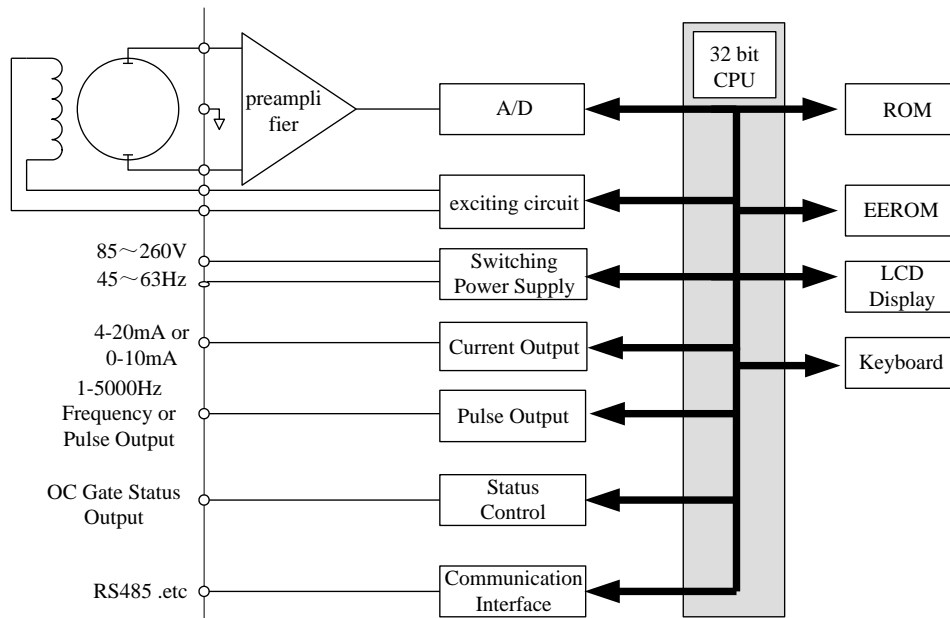 32 bit
CPU
preampli
fier
A/D
ROM
exciting circuit
EEROM
85～260V
45～63Hz
Switching
Power Supply
LCD
Display
4-20mA or
0-10mA
Current Output
Keyboard
1-5000Hz
Frequency or
Pulse Output
Pulse Output
OC Gate Status
Output
Status
Control
RS485 .etc
Communication
Interface